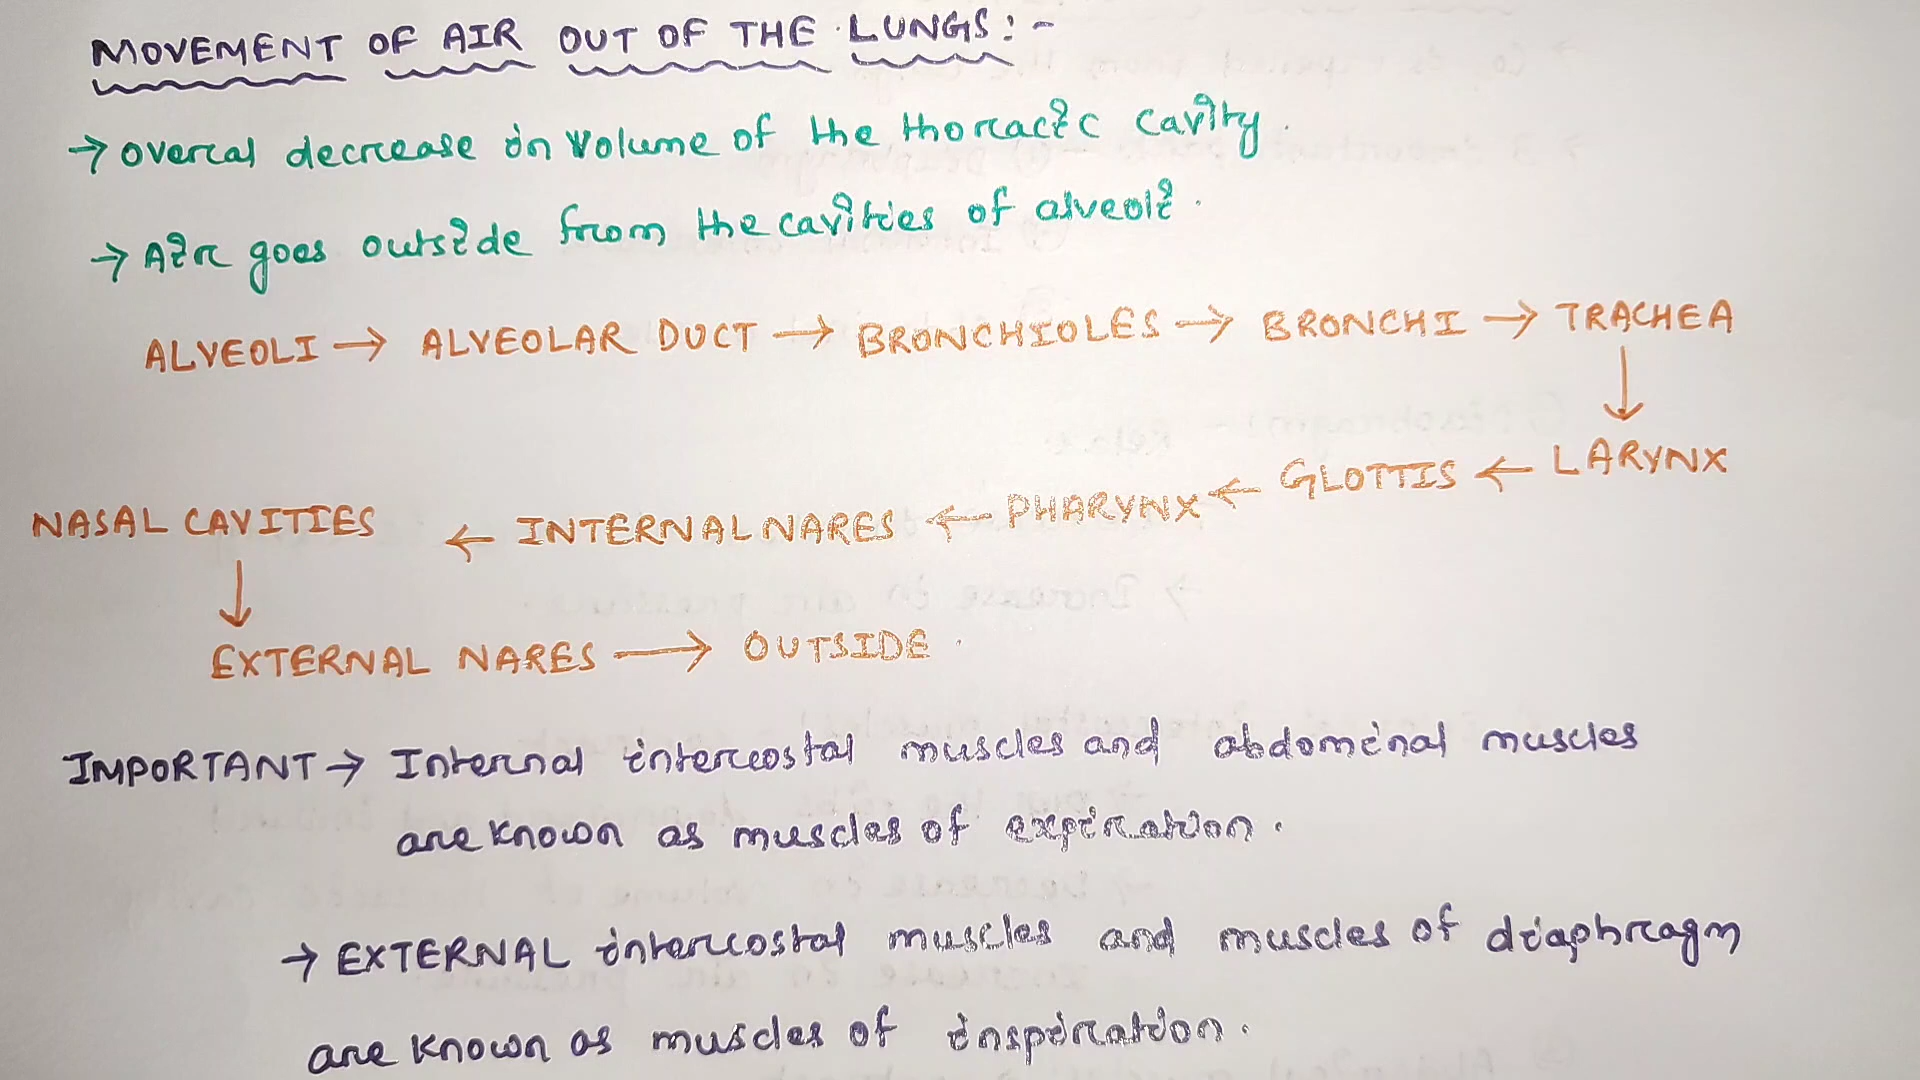 MOVEMENT OF AIR OUT OF THE LUNGS:-
→ overal decrease in volume of the thoracic cavity.
→ Air goes outside from the cavities of alveoli.
ALVEOLI → ALVEOLAR DUCT → BRONCHIOLES → BRONCHI → TRACHEA
↓
NASAL CAVITIES ← INTERNAL NARES ← PHARYNX ← GLOTTIS ← LARYNX
↓
EXTERNAL NARES → OUTSIDE.
IMPORTANT → Internal intercostal muscles and abdominal muscles
are known as muscles of expiration.
→ EXTERNAL intercostal muscles and muscles of diaphragm
are known as muscles of inspiration.